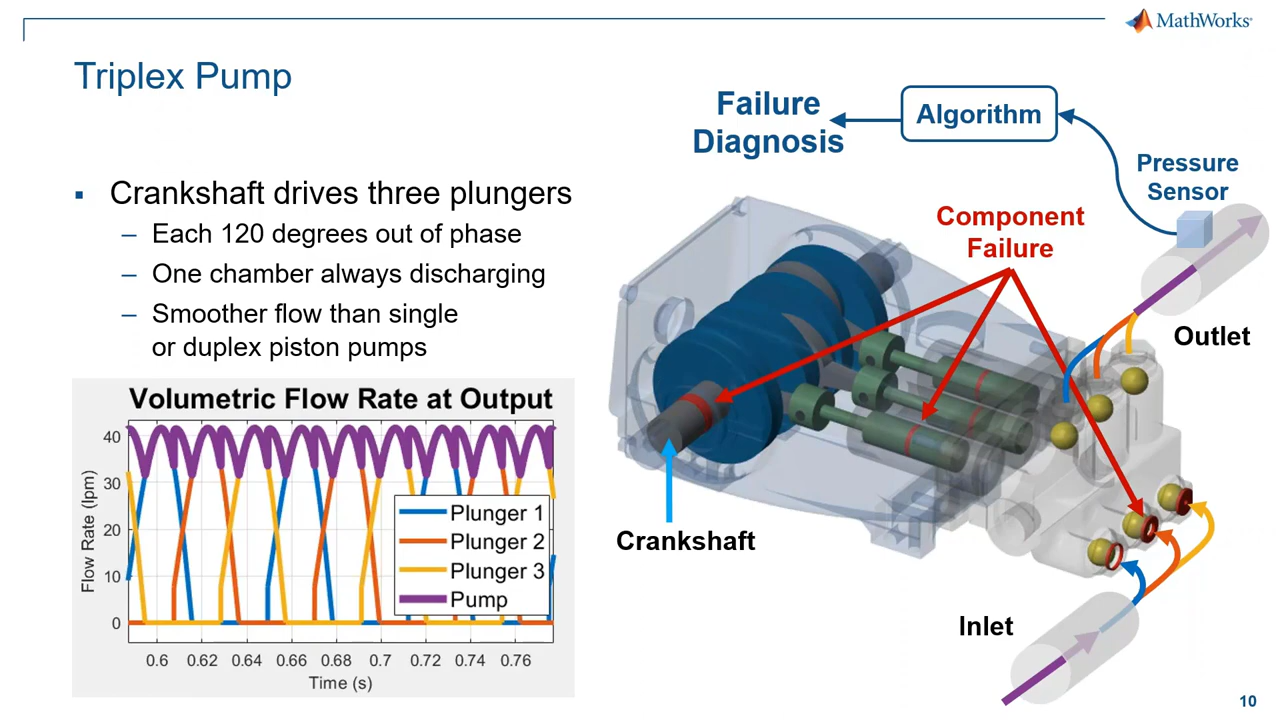 MathWorks
Triplex Pump
▪ Crankshaft drives three plungers
– Each 120 degrees out of phase
– One chamber always discharging
– Smoother flow than single
or duplex piston pumps
Volumetric Flow Rate at Output
Flow Rate (lpm)
40
30
20
10
0
0.6 0.62 0.64 0.66 0.68 0.7 0.72 0.74 0.76
Time (s)
Plunger 1
Plunger 2
Plunger 3
Pump
Failure
Diagnosis
Algorithm
Pressure
Sensor
Component
Failure
Outlet
Crankshaft
Inlet
10